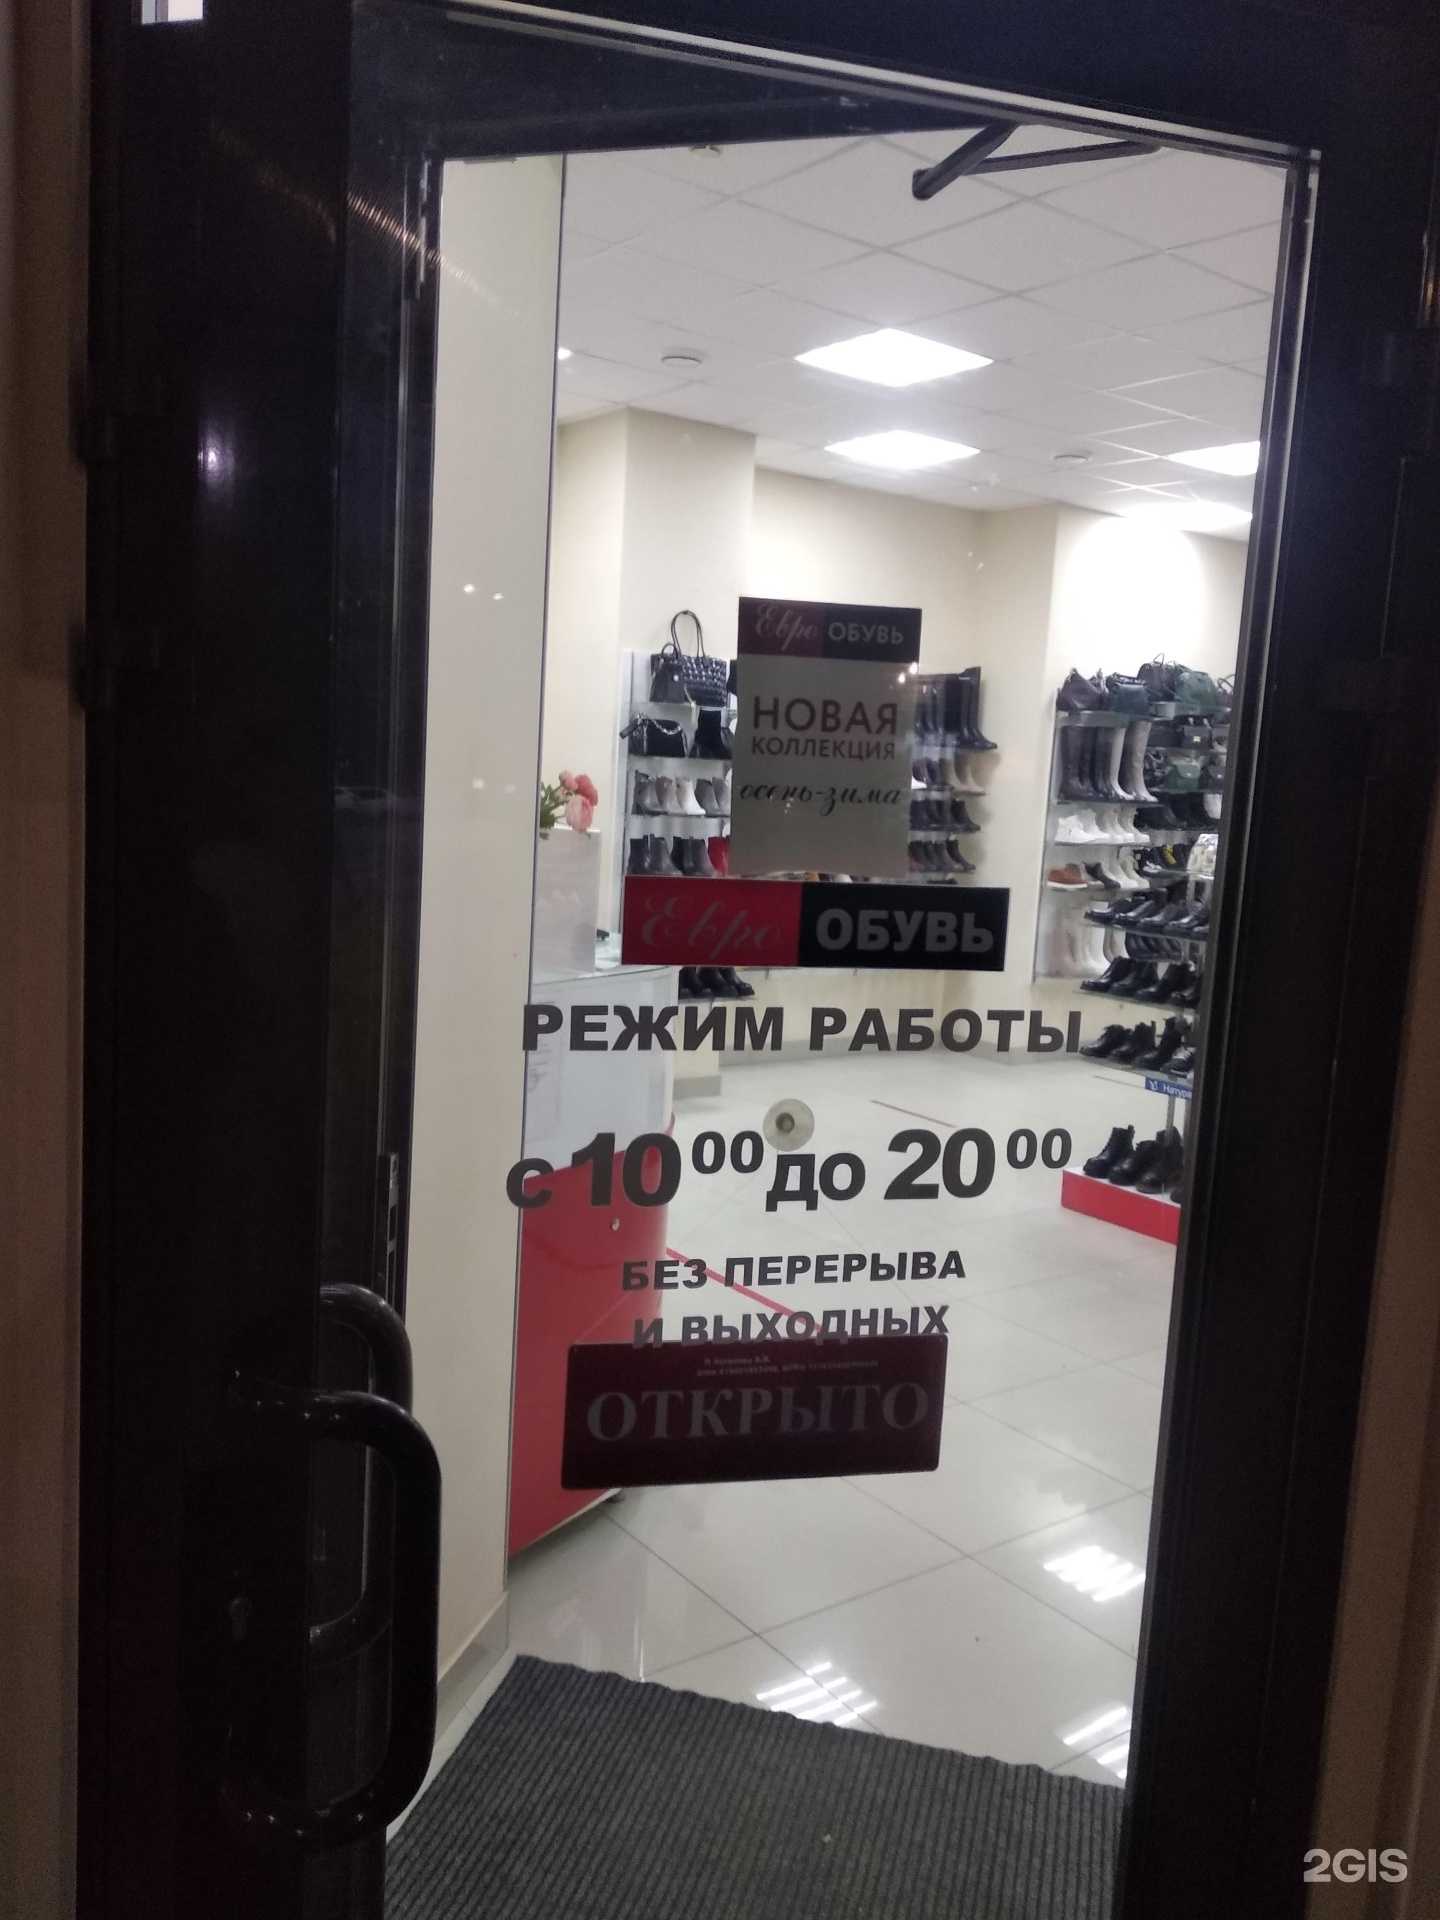 Евро ОБУВЬ
НОВАЯ
КОЛЛЕКЦИЯ
осень-зима
Евро ОБУВЬ
РЕЖИМ РАБОТЫ
с 10 00 до 20 00
БЕЗ ПЕРЕРЫВА
И ВЫХОДНЫХ
ОТКРЫТО
2GIS